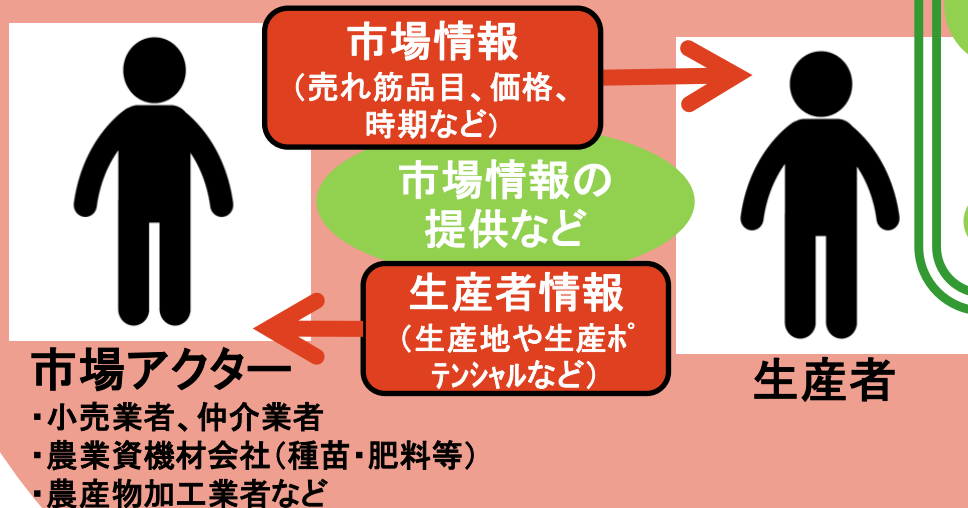 市場情報
（売れ筋品目、価格、
時期など）
市場情報の
提供など
生産者情報
（生産地や生産ﾎﾟ
ﾃﾝｼｬﾙなど）
市場アクター
・小売業者、仲介業者
・農業資機材会社（種苗・肥料等）
・農産物加工業者など
生産者